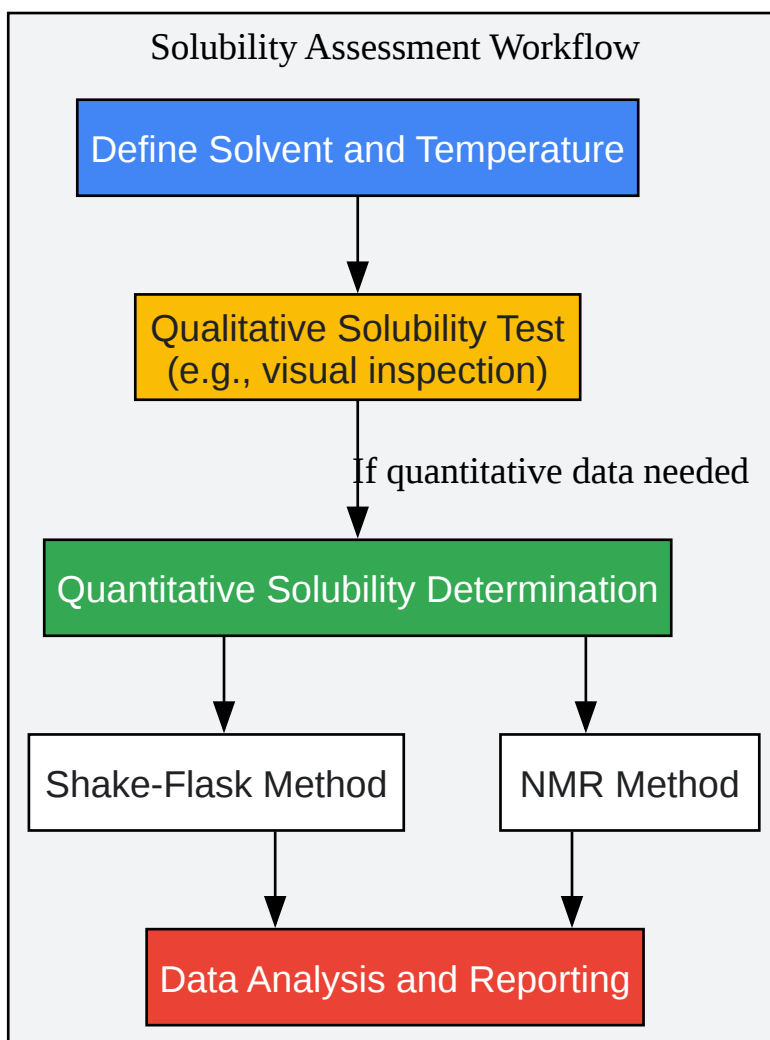 Solubility Assessment Workflow
Define Solvent and Temperature
Qualitative Solubility Test
(e.g., visual inspection)
If quantitative data needed
Quantitative Solubility Determination
Shake-Flask Method
NMR Method
Data Analysis and Reporting